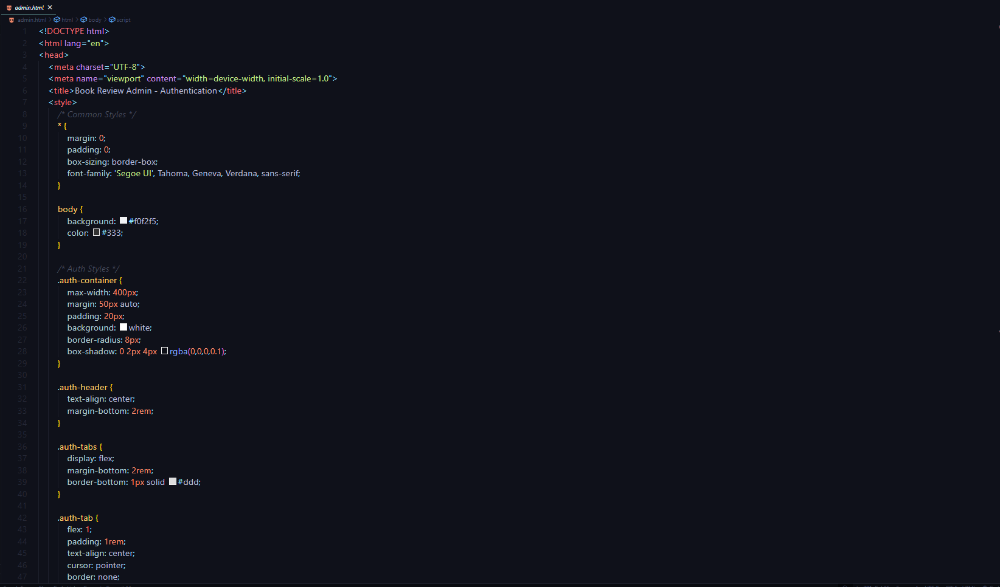 admin.html
admin.html > html > body > script
1 <!DOCTYPE html>
2 <html lang="en">
3 <head>
4 <meta charset="UTF-8">
5 <meta name="viewport" content="width=device-width, initial-scale=1.0">
6 <title>Book Review Admin - Authentication</title>
7 <style>
8 /* Common Styles */
9 * {
10 margin: 0;
11 padding: 0;
12 box-sizing: border-box;
13 font-family: 'Segoe UI', Tahoma, Geneva, Verdana, sans-serif;
14 }
15
16 body {
17 background: #f0f2f5;
18 color: #333;
19 }
20
21 /* Auth Styles */
22 .auth-container {
23 max-width: 400px;
24 margin: 50px auto;
25 padding: 20px;
26 background: white;
27 border-radius: 8px;
28 box-shadow: 0 2px 4px rgba(0,0,0,0.1);
29 }
30
31 .auth-header {
32 text-align: center;
33 margin-bottom: 2rem;
34 }
35
36 .auth-tabs {
37 display: flex;
38 margin-bottom: 2rem;
39 border-bottom: 1px solid #ddd;
40 }
41
42 .auth-tab {
43 flex: 1;
44 padding: 1rem;
45 text-align: center;
46 cursor: pointer;
47 border: none;